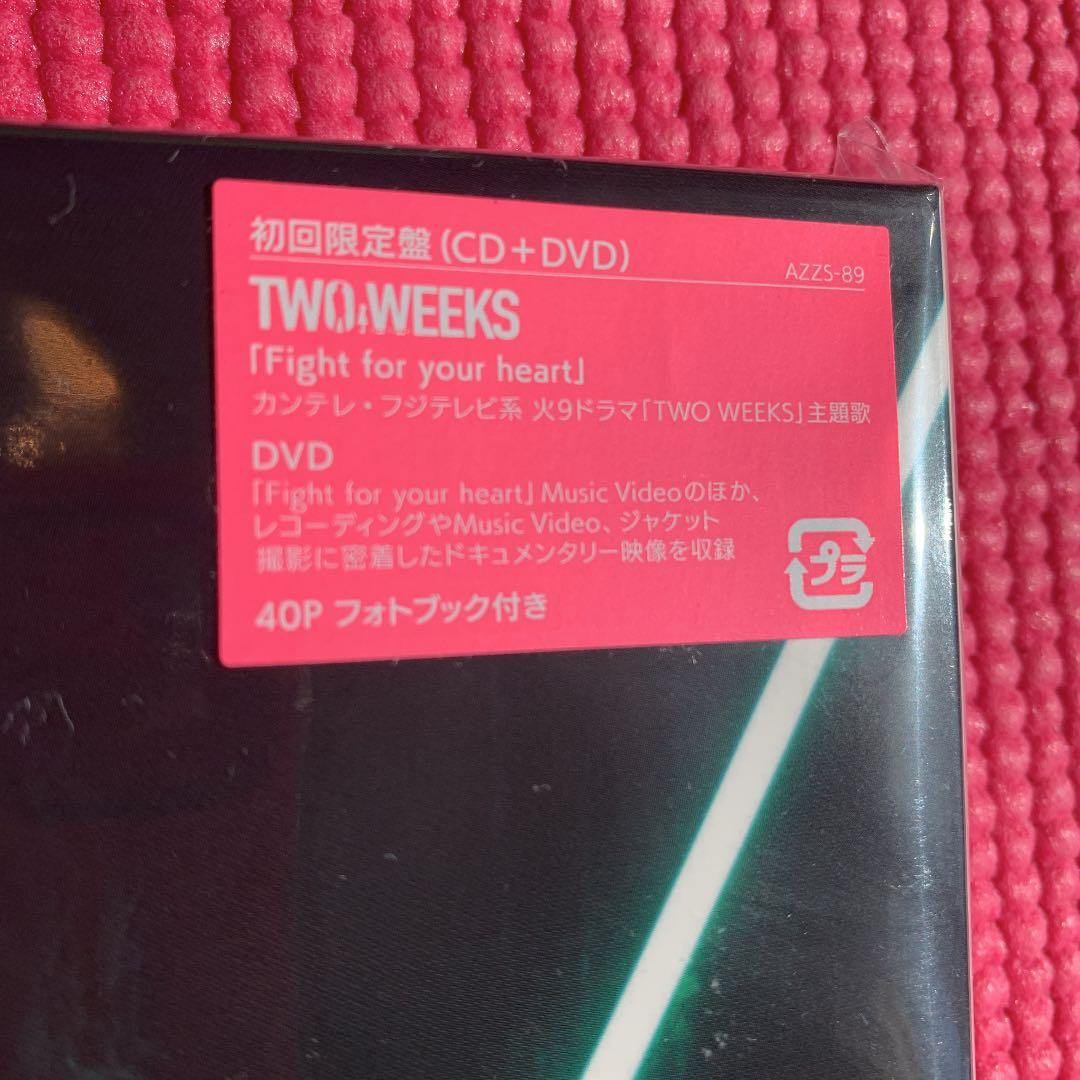 初回限定盤(CD+DVD)
AZZS-89
TWO WEEKS
「Fight for your heart」
カンテレ・フジテレビ系 火9ドラマ「TWO WEEKS」主題歌
DVD
「Fight for your heart」Music Videoのほか、
レコーディングやMusic Video、ジャケット
撮影に密着したドキュメンタリー映像を収録
プラ
40P フォトブック付き